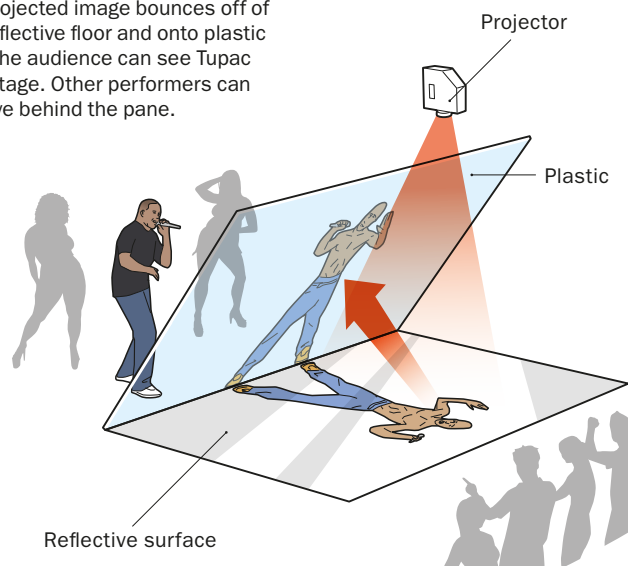 ojected image bounces off of
flective floor and onto plastic
he audience can see Tupac
tage. Other performers can
ve behind the pane.
Projector
Plastic
Reflective surface